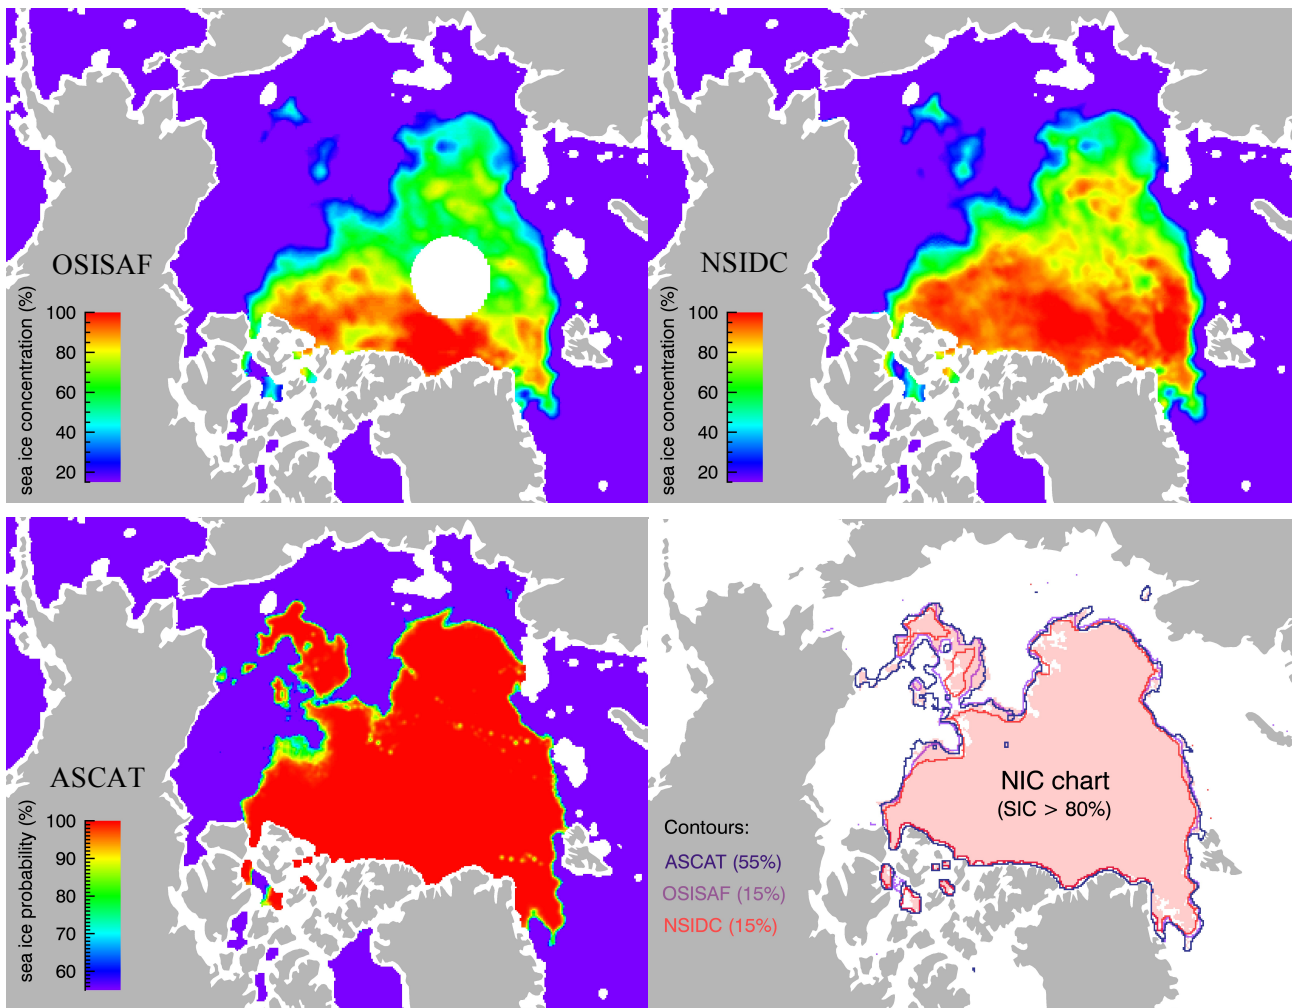 OSISAF
sea ice concentration (%)
100
80
60
40
20
NSIDC
sea ice concentration (%)
100
80
60
40
20
ASCAT
sea ice probability (%)
100
90
80
70
60
NIC chart
(SIC > 80%)
Contours:
ASCAT (55%)
OSISAF (15%)
NSIDC (15%)